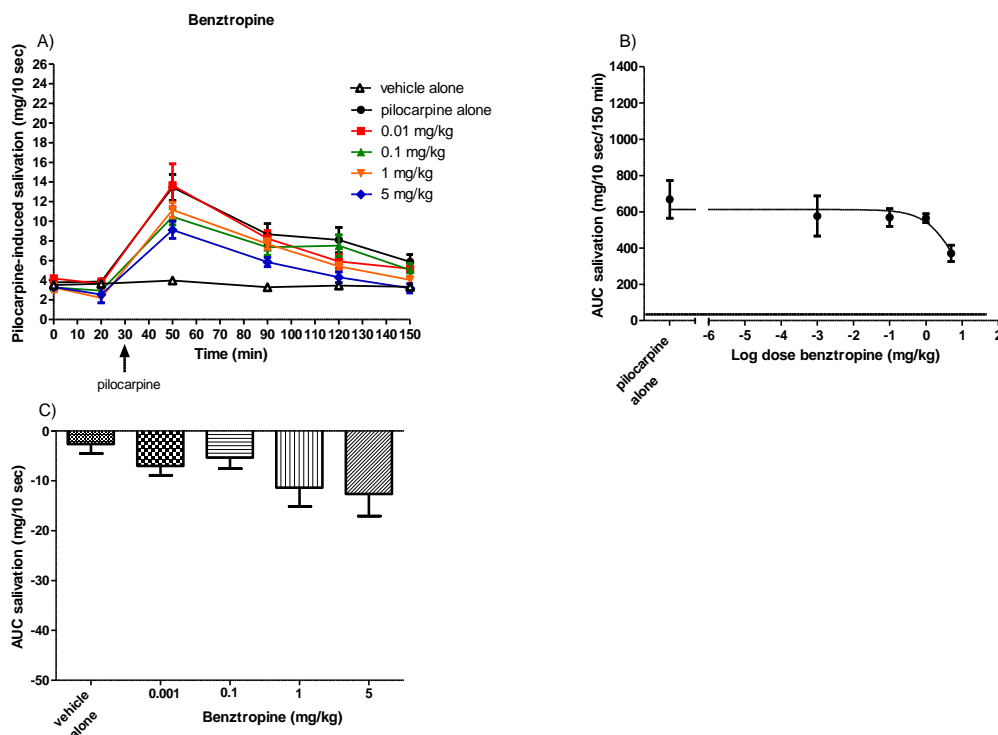 Benztropine
A)
Pilocarpine-induced salivation (mg/10 sec)
26
24
22
20
18
16
14
12
10
8
6
4
2
0
0 10 20 30 40 50 60 70 80 90 100 110 120 130 140 150
Time (min)
pilocarpine
vehicle alone
pilocarpine alone
0.01 mg/kg
0.1 mg/kg
1 mg/kg
5 mg/kg
B)
AUC salivation (mg/10 sec/150 min)
1400
1200
1000
800
600
400
200
0
pilocarpine
alone
-6 -5 -4 -3 -2 -1 0 1 2
Log dose benztropine (mg/kg)
C)
AUC salivation (mg/10 sec)
0
-10
-20
-30
-40
-50
vehicle
alone
0.001 0.1 1 5
Benztropine (mg/kg)